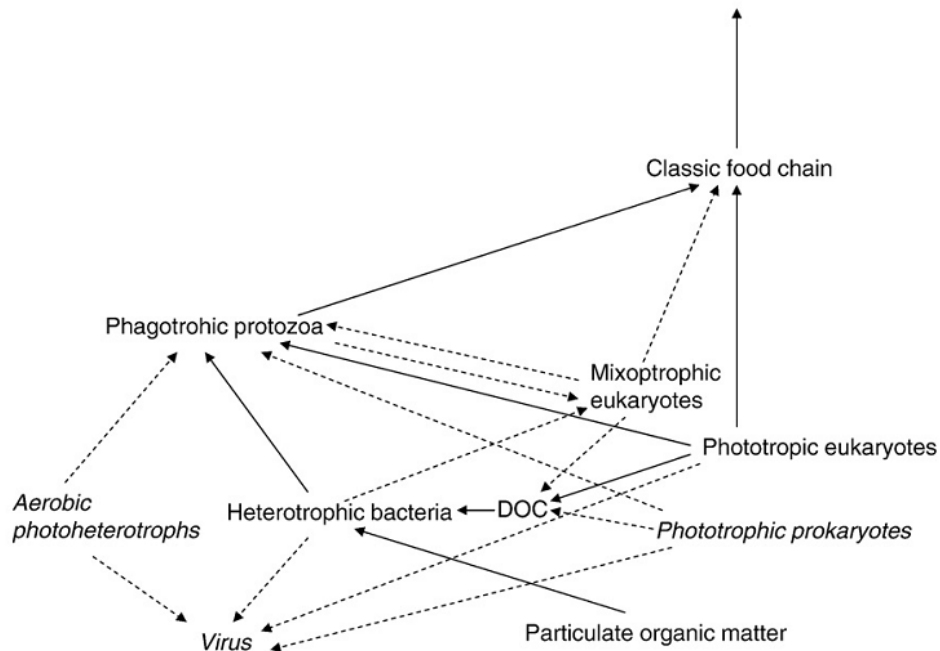 Classic food chain
Phagotrohic protozoa
Mixoptrophic
eukaryotes
Phototropic eukaryotes
Aerobic
photoheterotrophs
Heterotrophic bacteria
DOC
Phototrophic prokaryotes
Virus
Particulate organic matter